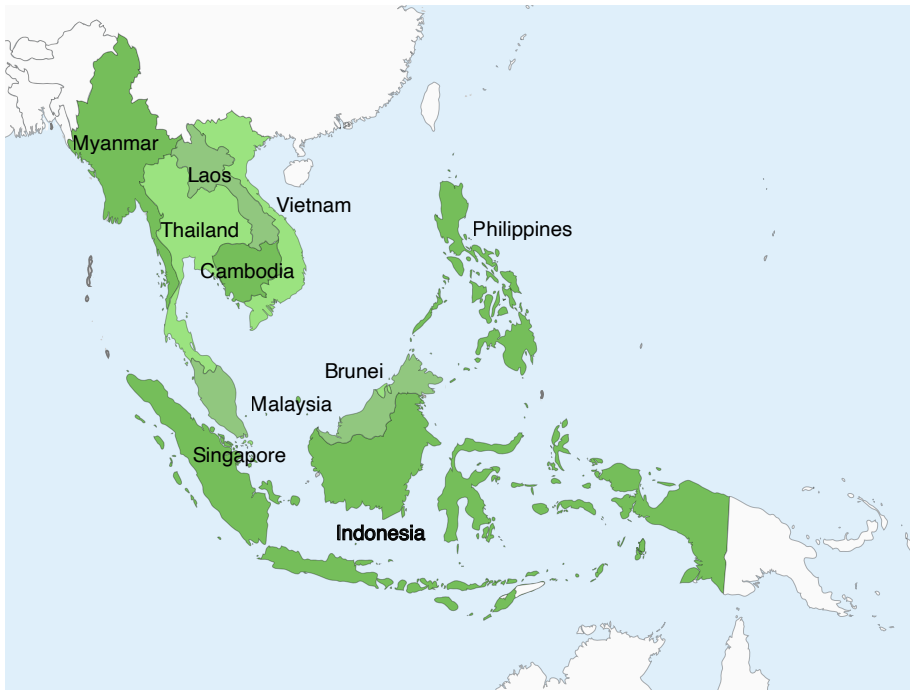 Myanmar
Laos
Vietnam
Thailand
Philippines
Cambodia
Brunei
Malaysia
Singapore
Indonesia